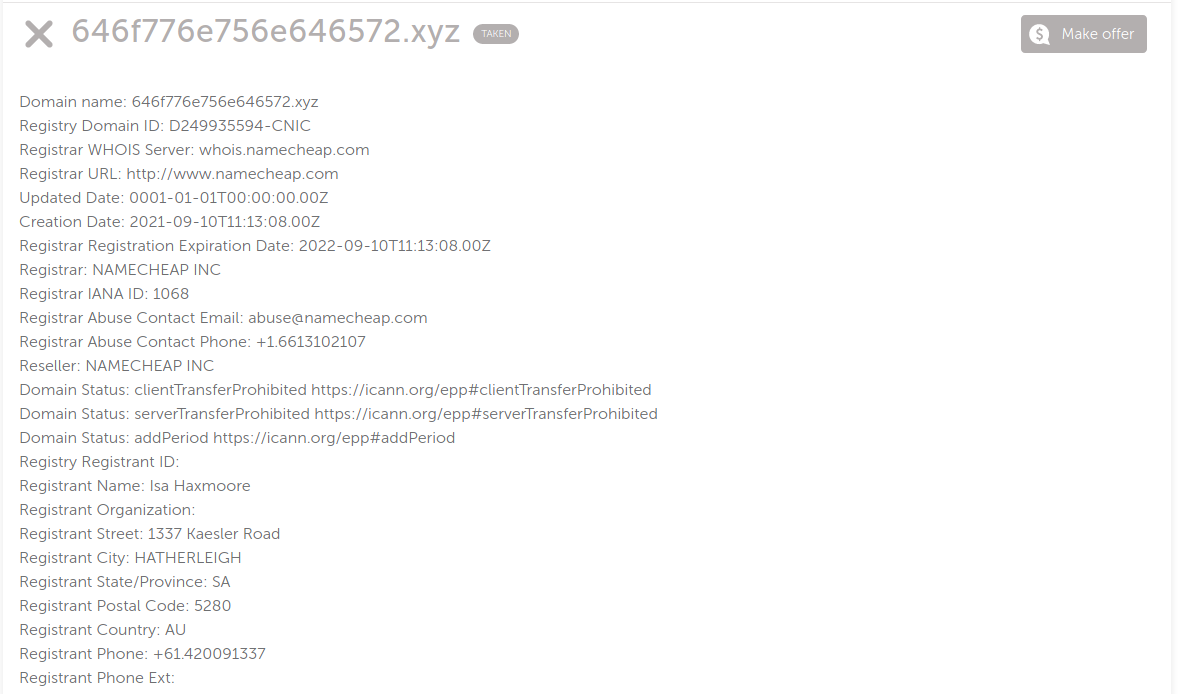 646f776e756e646572.xyz TAKEN Make offer
Domain name: 646f776e756e646572.xyz
Registry Domain ID: D249935594-CNIC
Registrar WHOIS Server: whois.namecheap.com
Registrar URL: http://www.namecheap.com
Updated Date: 0001-01-01T00:00:00.00Z
Creation Date: 2021-09-10T11:13:08.00Z
Registrar Registration Expiration Date: 2022-09-10T11:13:08.00Z
Registrar: NAMECHEAP INC
Registrar IANA ID: 1068
Registrar Abuse Contact Email: abuse@namecheap.com
Registrar Abuse Contact Phone: +1.6613102107
Reseller: NAMECHEAP INC
Domain Status: clientTransferProhibited https://icann.org/epp#clientTransferProhibited
Domain Status: serverTransferProhibited https://icann.org/epp#serverTransferProhibited
Domain Status: addPeriod https://icann.org/epp#addPeriod
Registry Registrant ID:
Registrant Name: Isa Haxmoore
Registrant Organization:
Registrant Street: 1337 Kaesler Road
Registrant City: HATHERLEIGH
Registrant State/Province: SA
Registrant Postal Code: 5280
Registrant Country: AU
Registrant Phone: +61.420091337
Registrant Phone Ext: